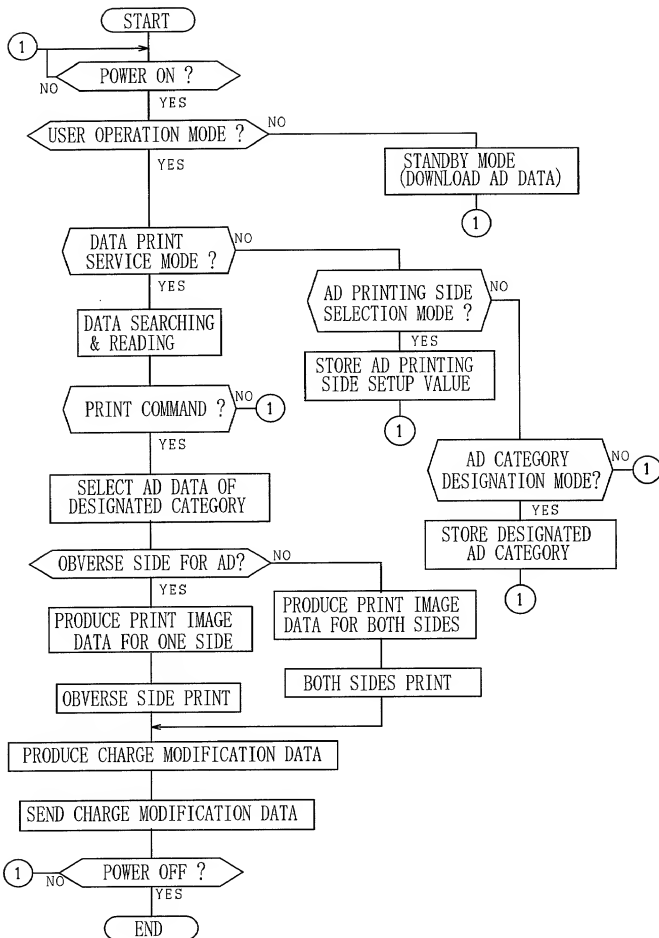 START
1
POWER ON ?
NO
YES
USER OPERATION MODE ?
NO
YES
STANDBY MODE
(DOWNLOAD AD DATA)
1
DATA PRINT
SERVICE MODE ?
NO
YES
AD PRINTING SIDE
SELECTION MODE ?
NO
YES
DATA SEARCHING
& READING
STORE AD PRINTING
SIDE SETUP VALUE
1
PRINT COMMAND ?
NO
1
YES
AD CATEGORY
DESIGNATION MODE?
NO
1
YES
SELECT AD DATA OF
DESIGNATED CATEGORY
STORE DESIGNATED
AD CATEGORY
1
OBVERSE SIDE FOR AD?
NO
YES
PRODUCE PRINT IMAGE
DATA FOR ONE SIDE
PRODUCE PRINT IMAGE
DATA FOR BOTH SIDES
OBVERSE SIDE PRINT
BOTH SIDES PRINT
PRODUCE CHARGE MODIFICATION DATA
SEND CHARGE MODIFICATION DATA
1
NO
POWER OFF ?
YES
END